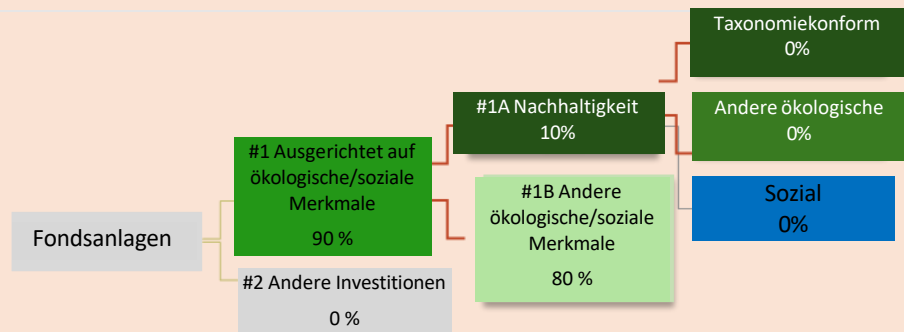 Fondsanlagen
#1 Ausgerichtet auf
ökologische/soziale
Merkmale
90 %
#2 Andere Investitionen
0 %
#1A Nachhaltigkeit
10%
#1B Andere
ökologische/soziale
Merkmale
80 %
Taxonomiekonform
0%
Andere ökologische
0%
Sozial
0%